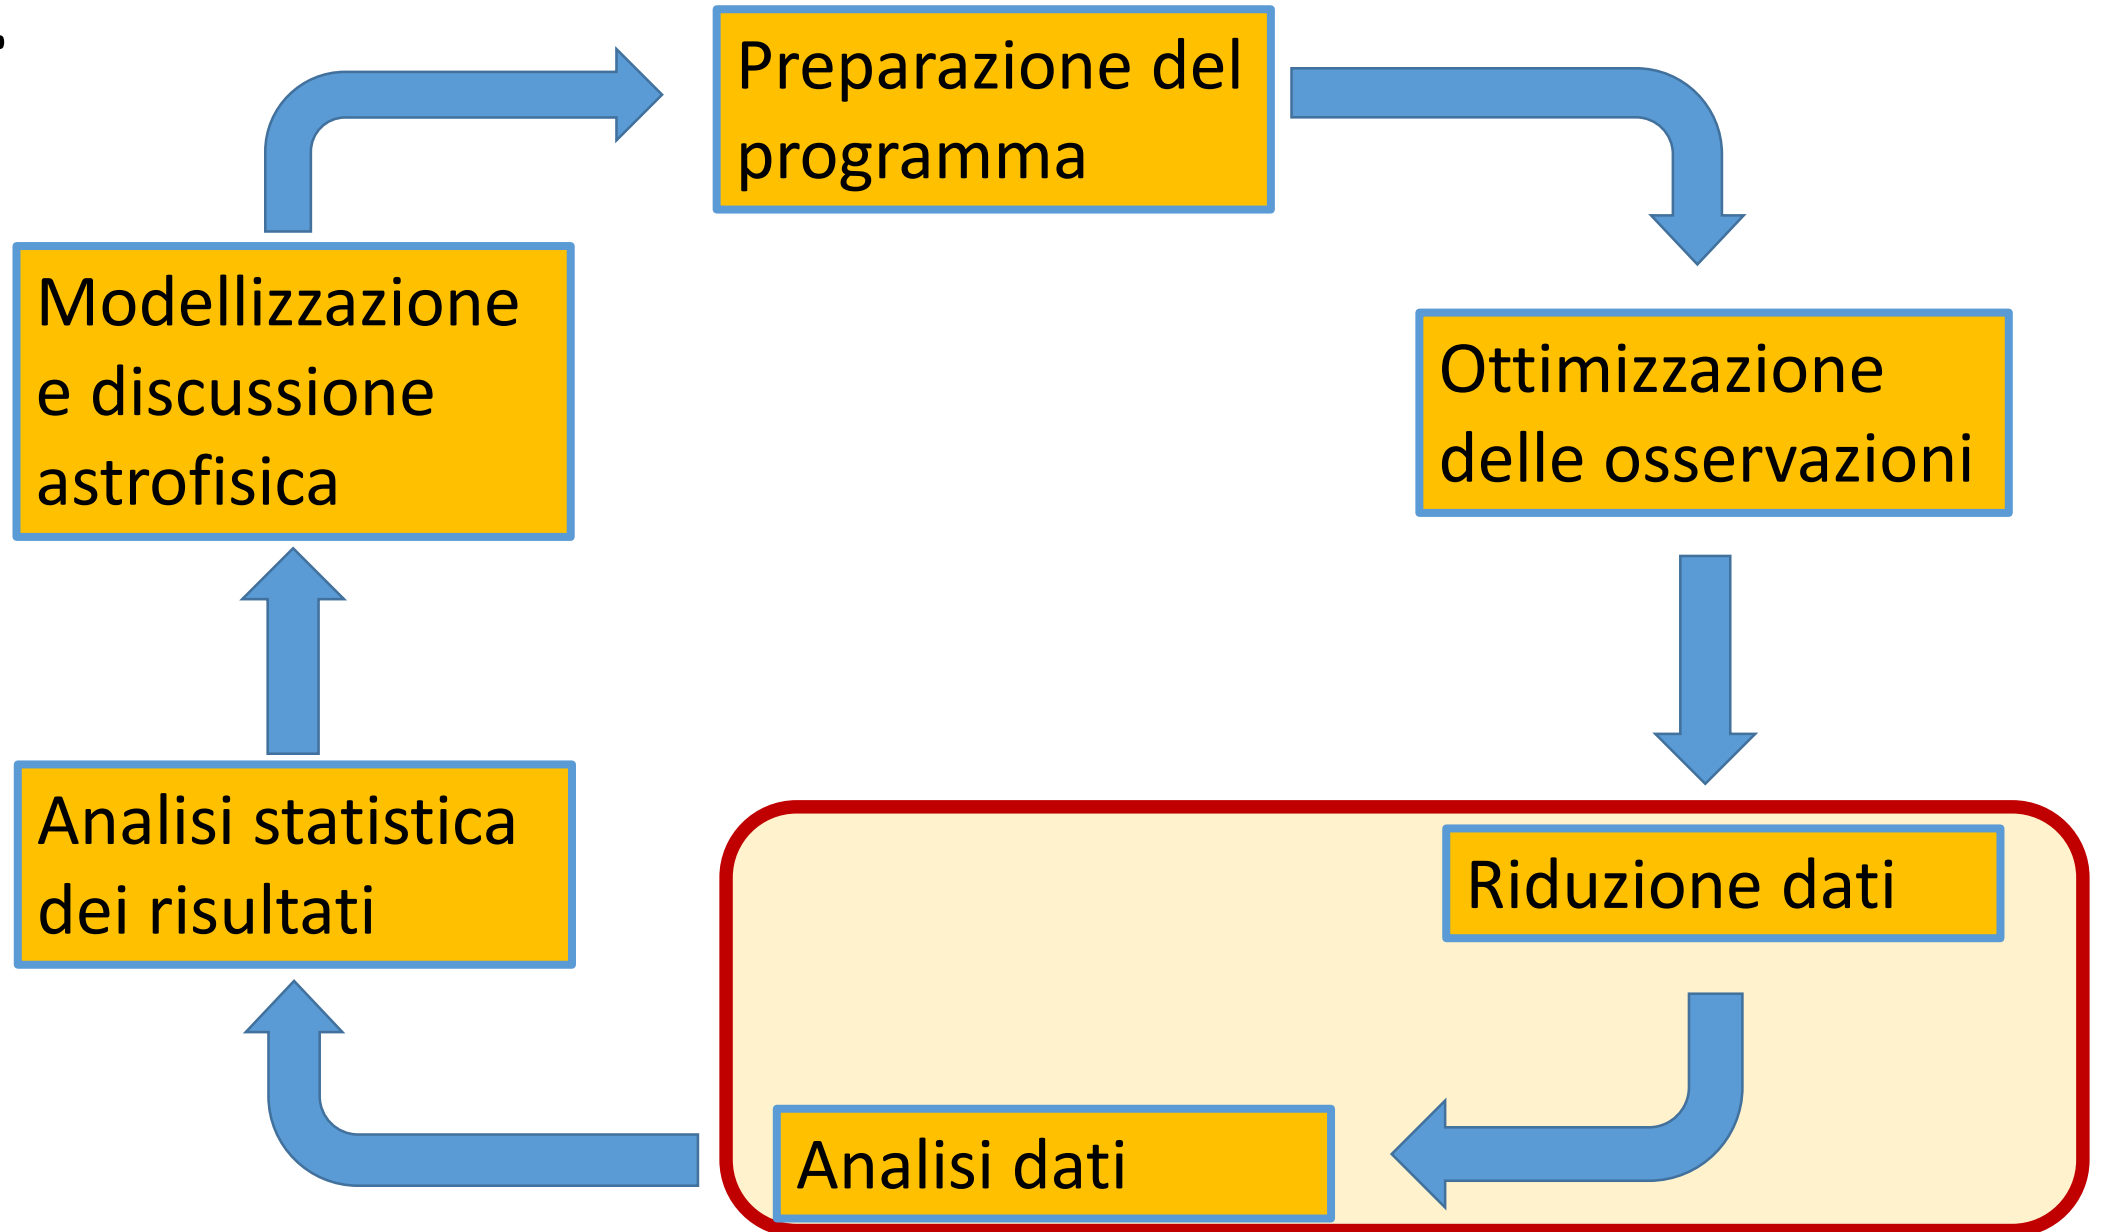 Preparazione del
programma
Ottimizzazione
delle osservazioni
Riduzione dati
Analisi dati
Analisi statistica
dei risultati
Modellizzazione
e discussione
astrofisica